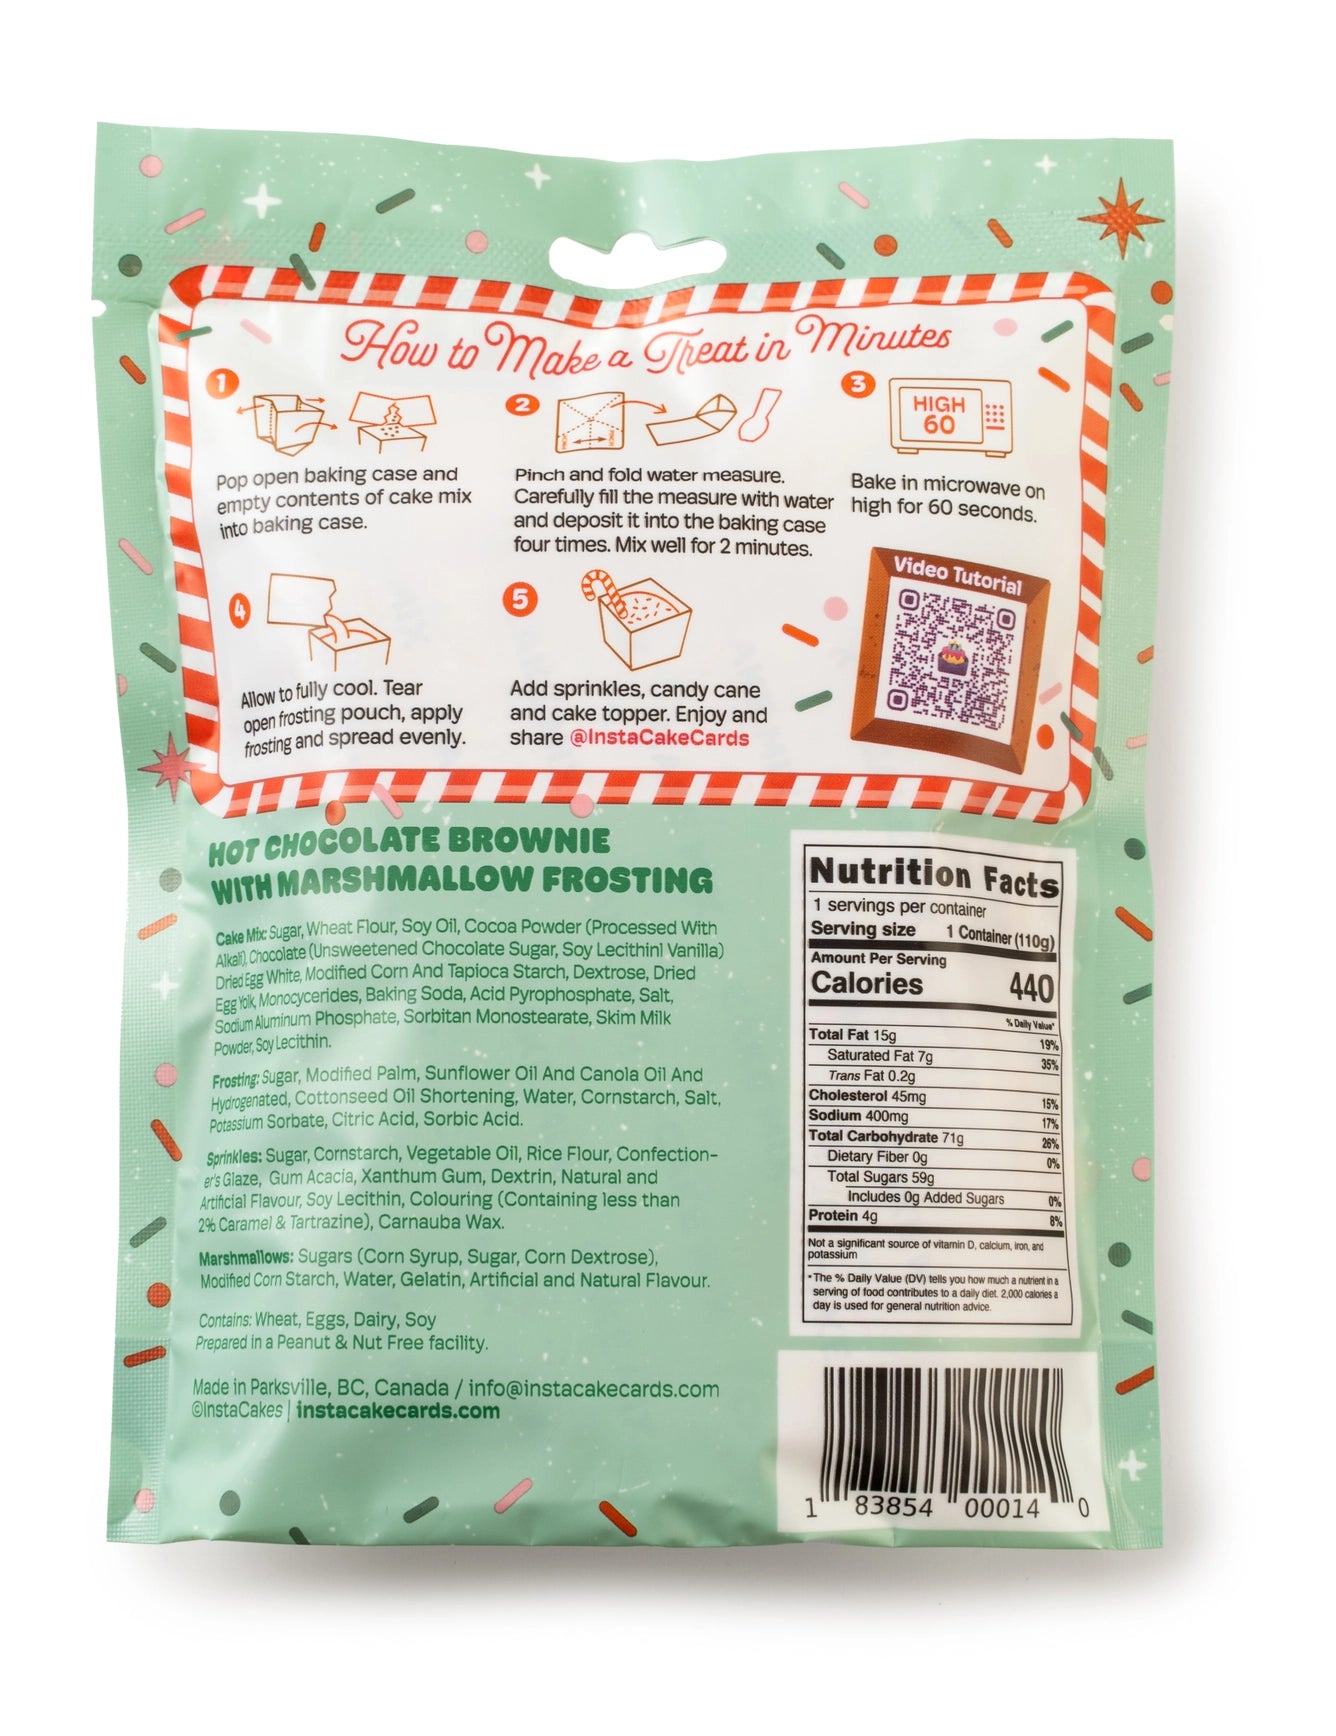 How to Make a Treat in Minutes
1
Pop open baking case and
empty contents of cake mix
into baking case.
2
Pinch and fold water measure.
Carefully fill the measure with water
and deposit it into the baking case
four times. Mix well for 2 minutes.
3
HIGH
60
Bake in microwave on
high for 60 seconds.
4
Allow to fully cool. Tear
open frosting pouch, apply
frosting and spread evenly.
5
Add sprinkles, candy cane
and cake topper. Enjoy and
share @InstaCakeCards
Video Tutorial
HOT CHOCOLATE BROWNIE
WITH MARSHMALLOW FROSTING
Cake Mix: Sugar, Wheat Flour, Soy Oil, Cocoa Powder (Processed With
Alkali), Chocolate (Unsweetened Chocolate Sugar, Soy Lecithinl Vanilla)
Dried Egg White, Modified Corn And Tapioca Starch, Dextrose, Dried
Egg Yolk, Monocycerides, Baking Soda, Acid Pyrophosphate, Salt,
Sodium Aluminum Phosphate, Sorbitan Monostearate, Skim Milk
Powder, Soy Lecithin.
Frosting: Sugar, Modified Palm, Sunflower Oil And Canola Oil And
Hydrogenated, Cottonseed Oil Shortening, Water, Cornstarch, Salt,
Potassium Sorbate, Citric Acid, Sorbic Acid.
Sprinkles: Sugar, Cornstarch, Vegetable Oil, Rice Flour, Confection-
er's Glaze, Gum Acacia, Xanthum Gum, Dextrin, Natural and
Artificial Flavour, Soy Lecithin, Colouring (Containing less than
2% Caramel & Tartrazine), Carnauba Wax.
Marshmallows: Sugars (Corn Syrup, Sugar, Corn Dextrose),
Modified Corn Starch, Water, Gelatin, Artificial and Natural Flavour.
Contains: Wheat, Eggs, Dairy, Soy
Prepared in a Peanut & Nut Free facility.
Made in Parksville, BC, Canada / info@instacakecards.com
©InstaCakes | instacakecards.com
Nutrition Facts
1 servings per container
Serving size 1 Container (110g)
Amount Per Serving
Calories 440
% Daily Value*
Total Fat 15g 19%
Saturated Fat 7g 35%
Trans Fat 0.2g
Cholesterol 45mg 15%
Sodium 400mg 17%
Total Carbohydrate 71g 26%
Dietary Fiber 0g 0%
Total Sugars 59g
Includes 0g Added Sugars 0%
Protein 4g 8%
Not a significant source of vitamin D, calcium, iron, and
potassium
*The % Daily Value (DV) tells you how much a nutrient in a
serving of food contributes to a daily diet. 2,000 calories a
day is used for general nutrition advice.
1 83854 00014 0